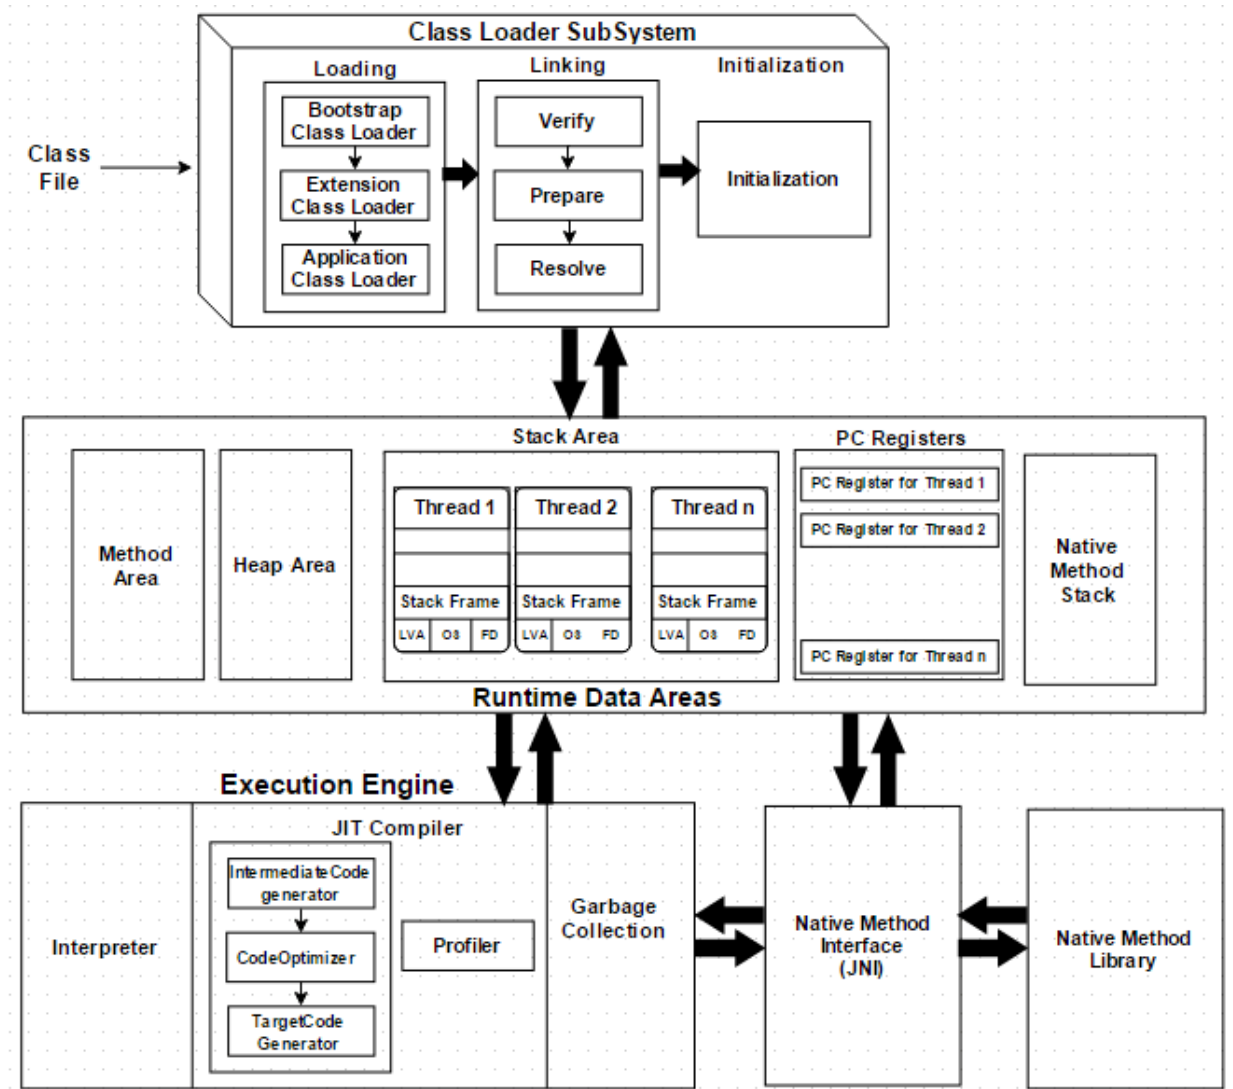 Class Loader SubSystem
Loading
Linking
Initialization
Bootstrap
Class Loader
Verify
Class
File
Extension
Class Loader
Prepare
Initialization
Application
Class Loader
Resolve
Stack Area
PC Registers
Method
Area
Heap Area
Thread 1
Thread 2
Thread n
Stack Frame
Stack Frame
Stack Frame
LVA OS FD
LVA OS FD
LVA OS FD
PC Register for Thread 1
PC Register for Thread 2
PC Register for Thread n
Native
Method
Stack
Runtime Data Areas
Execution Engine
JIT Compiler
Interpreter
IntermediateCode
generator
CodeOptimizer
TargetCode
Generator
Profiler
Garbage
Collection
Native Method
Interface
(JNI)
Native Method
Library